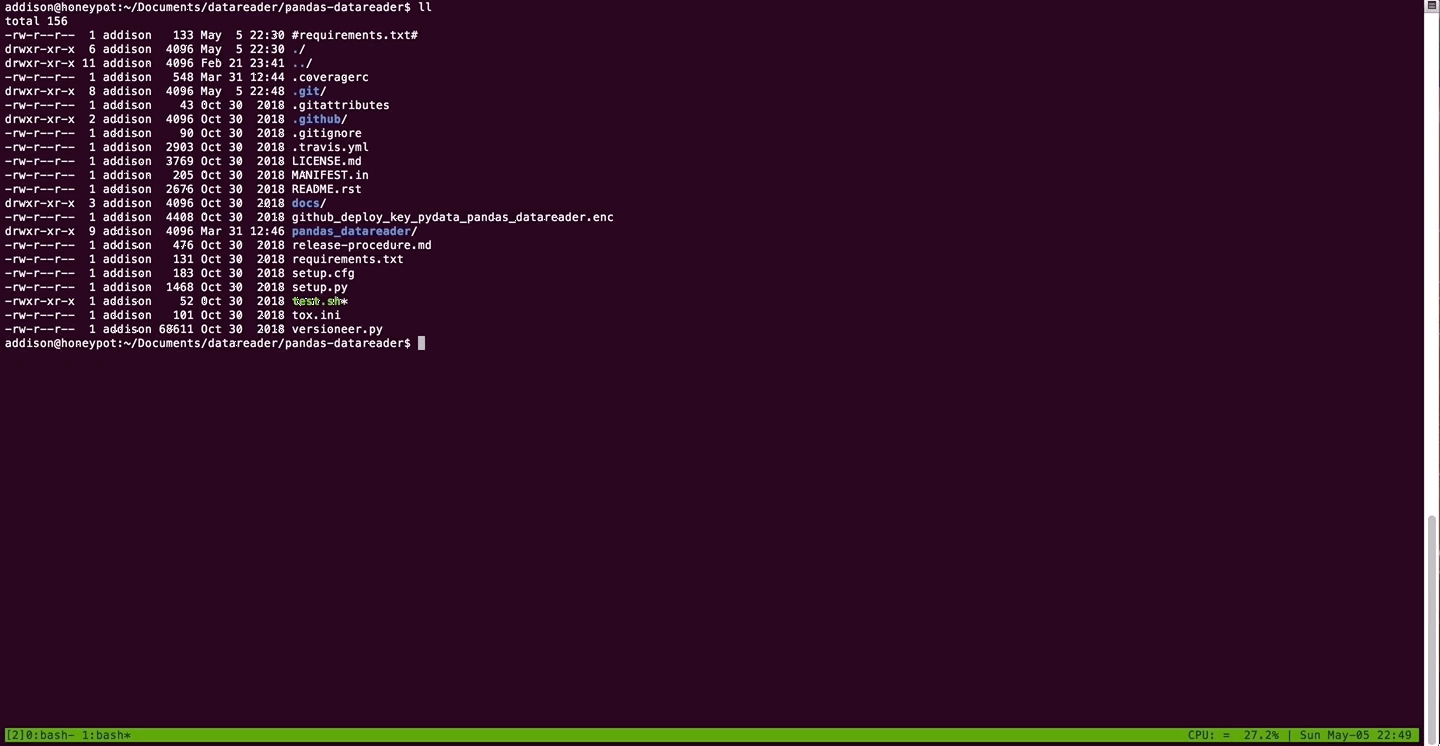 addison@honeypot:~/Documents/datareader/pandas-datareader$ ll
total 156
-rw-r--r--  1 addison   133 May  5 22:30 #requirements.txt#
drwxr-xr-x  6 addison  4096 May  5 22:30 ./
drwxr-xr-x 11 addison  4096 Feb 21 23:41 ../
-rw-r--r--  1 addison   548 Mar 31 12:44 .coveragerc
drwxr-xr-x  8 addison  4096 May  5 22:48 .git/
-rw-r--r--  1 addison    43 Oct 30  2018 .gitattributes
drwxr-xr-x  2 addison  4096 Oct 30  2018 .github/
-rw-r--r--  1 addison    90 Oct 30  2018 .gitignore
-rw-r--r--  1 addison  2903 Oct 30  2018 .travis.yml
-rw-r--r--  1 addison  3769 Oct 30  2018 LICENSE.md
-rw-r--r--  1 addison   205 Oct 30  2018 MANIFEST.in
-rw-r--r--  1 addison  2676 Oct 30  2018 README.rst
drwxr-xr-x  3 addison  4096 Oct 30  2018 docs/
-rw-r--r--  1 addison  4408 Oct 30  2018 github_deploy_key_pydata_pandas_datareader.enc
drwxr-xr-x  9 addison  4096 Mar 31 12:46 pandas_datareader/
-rw-r--r--  1 addison   476 Oct 30  2018 release-procedure.md
-rw-r--r--  1 addison   131 Oct 30  2018 requirements.txt
-rw-r--r--  1 addison   183 Oct 30  2018 setup.cfg
-rw-r--r--  1 addison  1468 Oct 30  2018 setup.py
-rwxr-xr-x  1 addison    52 Oct 30  2018 test.sh*
-rw-r--r--  1 addison   101 Oct 30  2018 tox.ini
-rw-r--r--  1 addison 68611 Oct 30  2018 versioneer.py
addison@honeypot:~/Documents/datareader/pandas-datareader$
[2]0:bash- 1:bash* CPU: =  27.2% | Sun May-05 22:49